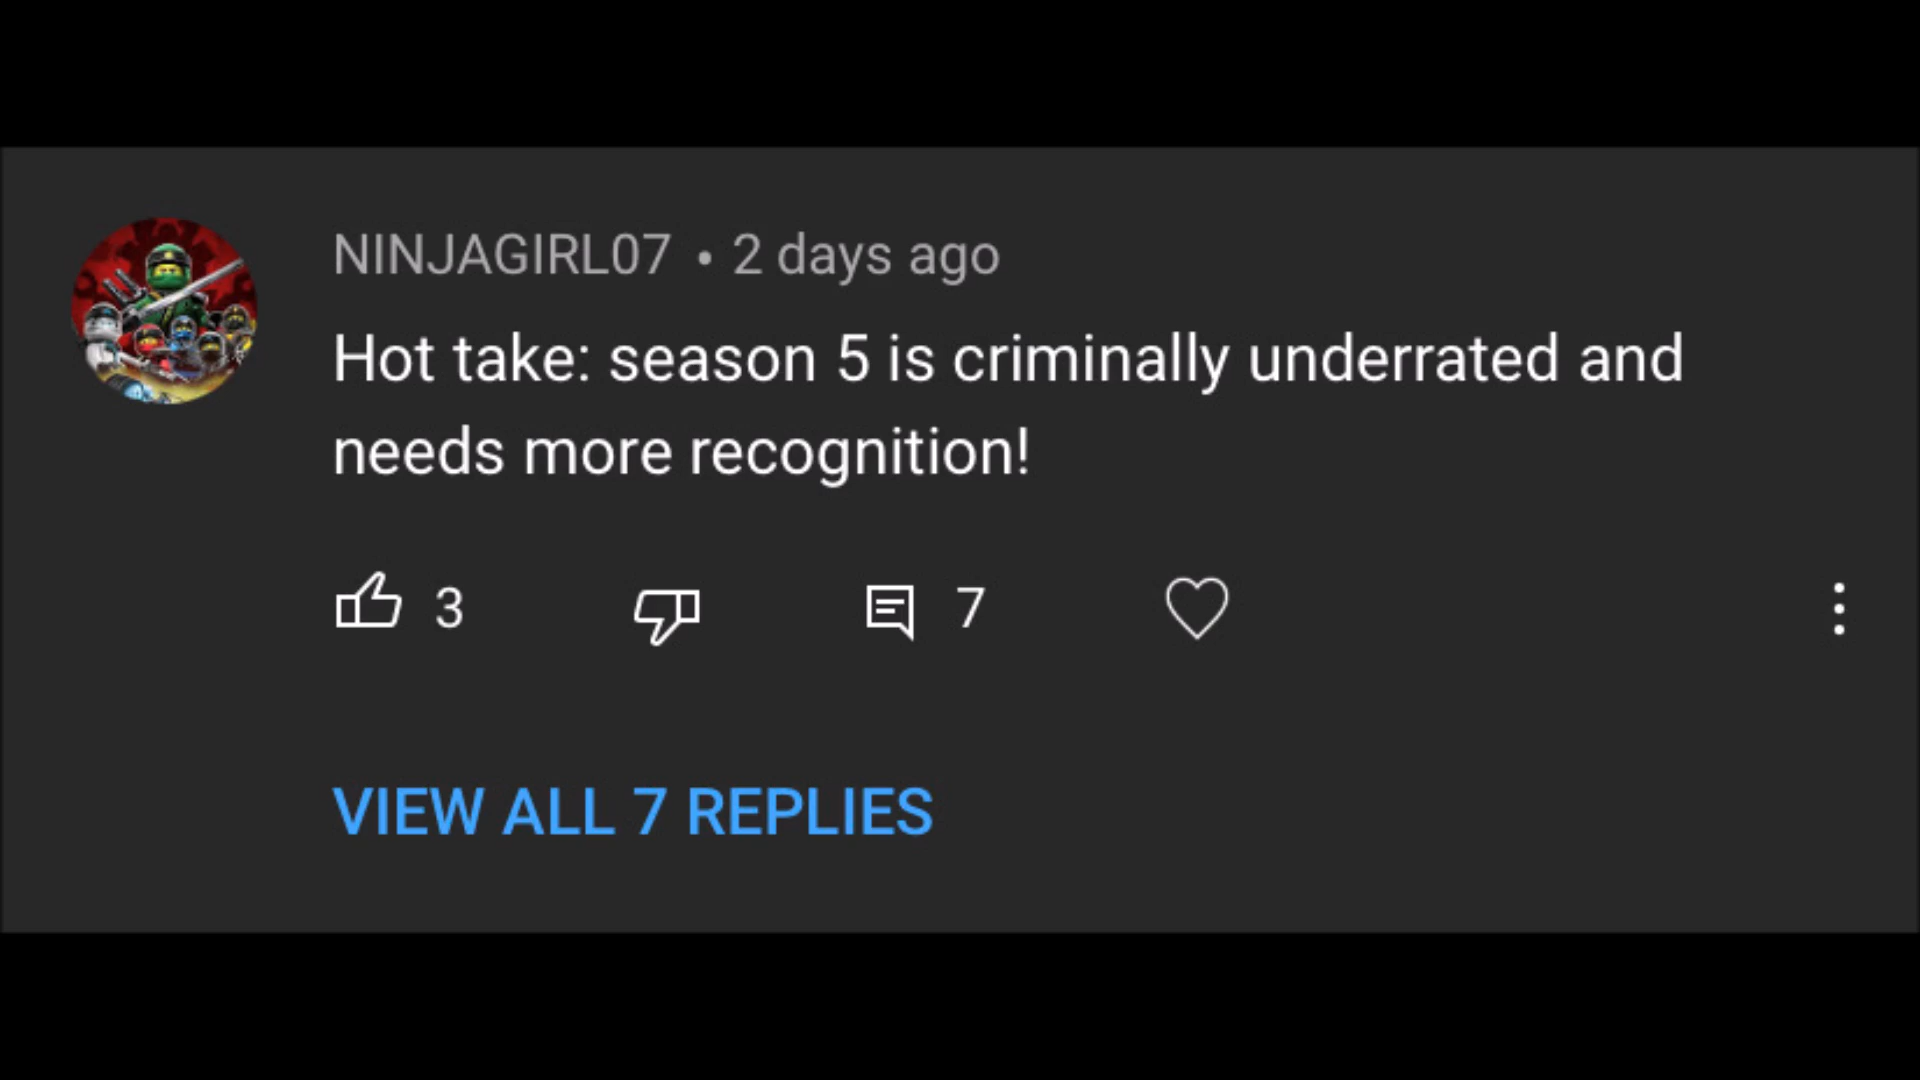 NINJAGIRL07 • 2 days ago
Hot take: season 5 is criminally underrated and
needs more recognition!
3 7
VIEW ALL 7 REPLIES